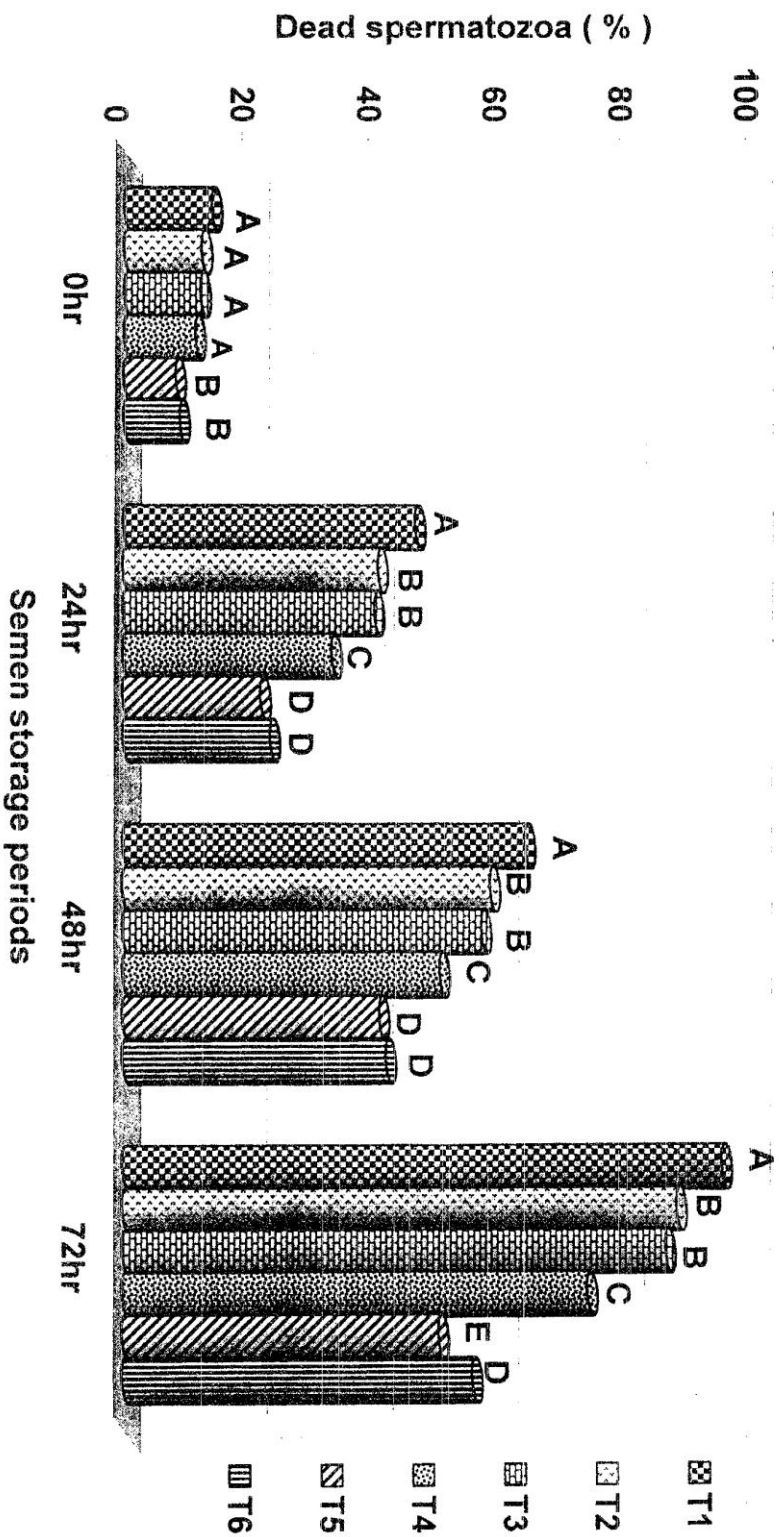 Dead spermatozoa ( % )
100
80
60
40
20
0
A A A A B B
A B B C D D
A B B C D D
A B B C E D
0hr 24hr 48hr 72hr
Semen storage periods
T1
T2
T3
T4
T5
T6